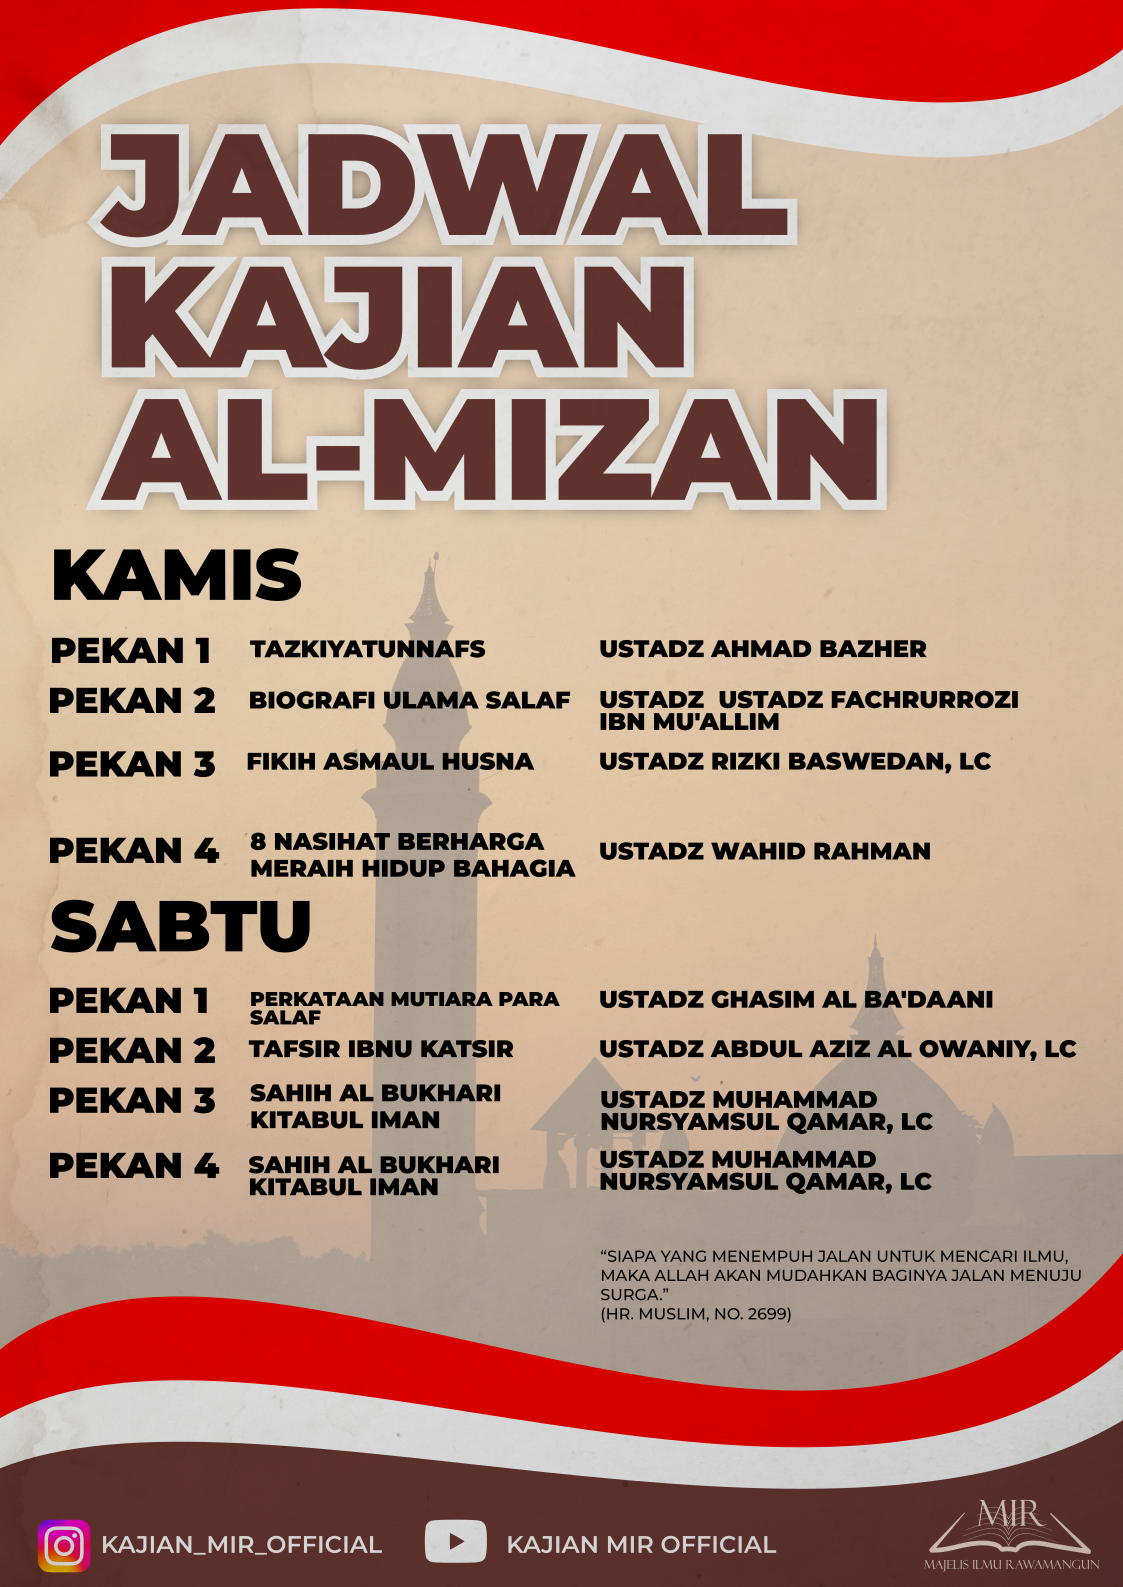 JADWAL
KAJIAN
AL-MIZAN
KAMIS
PEKAN 1 TAZKIYATUNNAFS USTADZ AHMAD BAZHER
PEKAN 2 BIOGRAFI ULAMA SALAF USTADZ USTADZ FACHRURROZI
IBN MU'ALLIM
PEKAN 3 FIKIH ASMAUL HUSNA USTADZ RIZKI BASWEDAN, LC
PEKAN 4 8 NASIHAT BERHARGA
MERAIH HIDUP BAHAGIA USTADZ WAHID RAHMAN
SABTU
PEKAN 1 PERKATAAN MUTIARA PARA
SALAF USTADZ GHASIM AL BA'DAANI
PEKAN 2 TAFSIR IBNU KATSIR USTADZ ABDUL AZIZ AL OWANIY, LC
PEKAN 3 SAHIH AL BUKHARI
KITABUL IMAN
USTADZ MUHAMMAD
NURSYAMSUL QAMAR, LC
PEKAN 4 SAHIH AL BUKHARI
KITABUL IMAN
USTADZ MUHAMMAD
NURSYAMSUL QAMAR, LC
“SIAPA YANG MENEMPUH JALAN UNTUK MENCARI ILMU,
MAKA ALLAH AKAN MUDAHKAN BAGINYA JALAN MENUJU
SURGA.”
(HR. MUSLIM, NO. 2699)
KAJIAN_MIR_OFFICIAL
KAJIAN MIR OFFICIAL
MIR
MAJELIS ILMU RAWAMANGUN